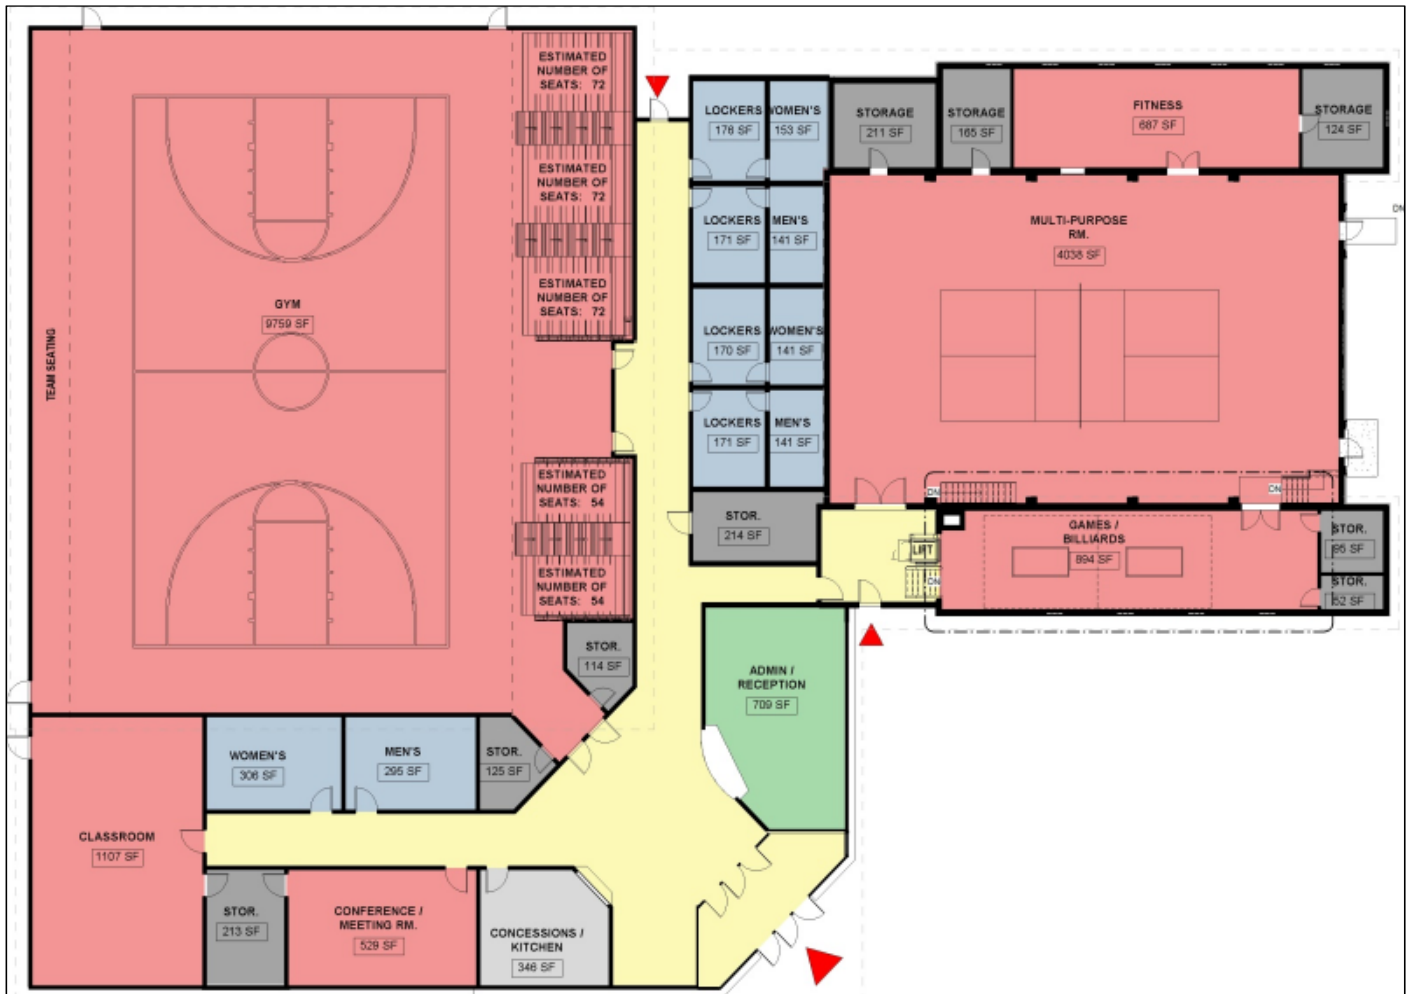 ESTIMATED
NUMBER OF
SEATS: 72
ESTIMATED
NUMBER OF
SEATS: 72
ESTIMATED
NUMBER OF
SEATS: 72
GYM
9759 SF
TEAM SEATING
ESTIMATED
NUMBER OF
SEATS: 54
ESTIMATED
NUMBER OF
SEATS: 54
STOR.
114 SF
LOCKERS
176 SF
WOMEN'S
153 SF
LOCKERS
171 SF
MEN'S
141 SF
LOCKERS
170 SF
WOMEN'S
141 SF
LOCKERS
171 SF
MEN'S
141 SF
STOR.
214 SF
STORAGE
211 SF
STORAGE
165 SF
FITNESS
687 SF
STORAGE
124 SF
MULTI-PURPOSE
RM.
4038 SF
DN
DN
DN
GAMES /
BILLIARDS
894 SF
LIFT
DN
STOR.
95 SF
STOR.
52 SF
ADMIN /
RECEPTION
709 SF
WOMEN'S
306 SF
MEN'S
295 SF
STOR.
125 SF
CLASSROOM
1107 SF
STOR.
213 SF
CONFERENCE /
MEETING RM.
529 SF
CONCESSIONS /
KITCHEN
346 SF